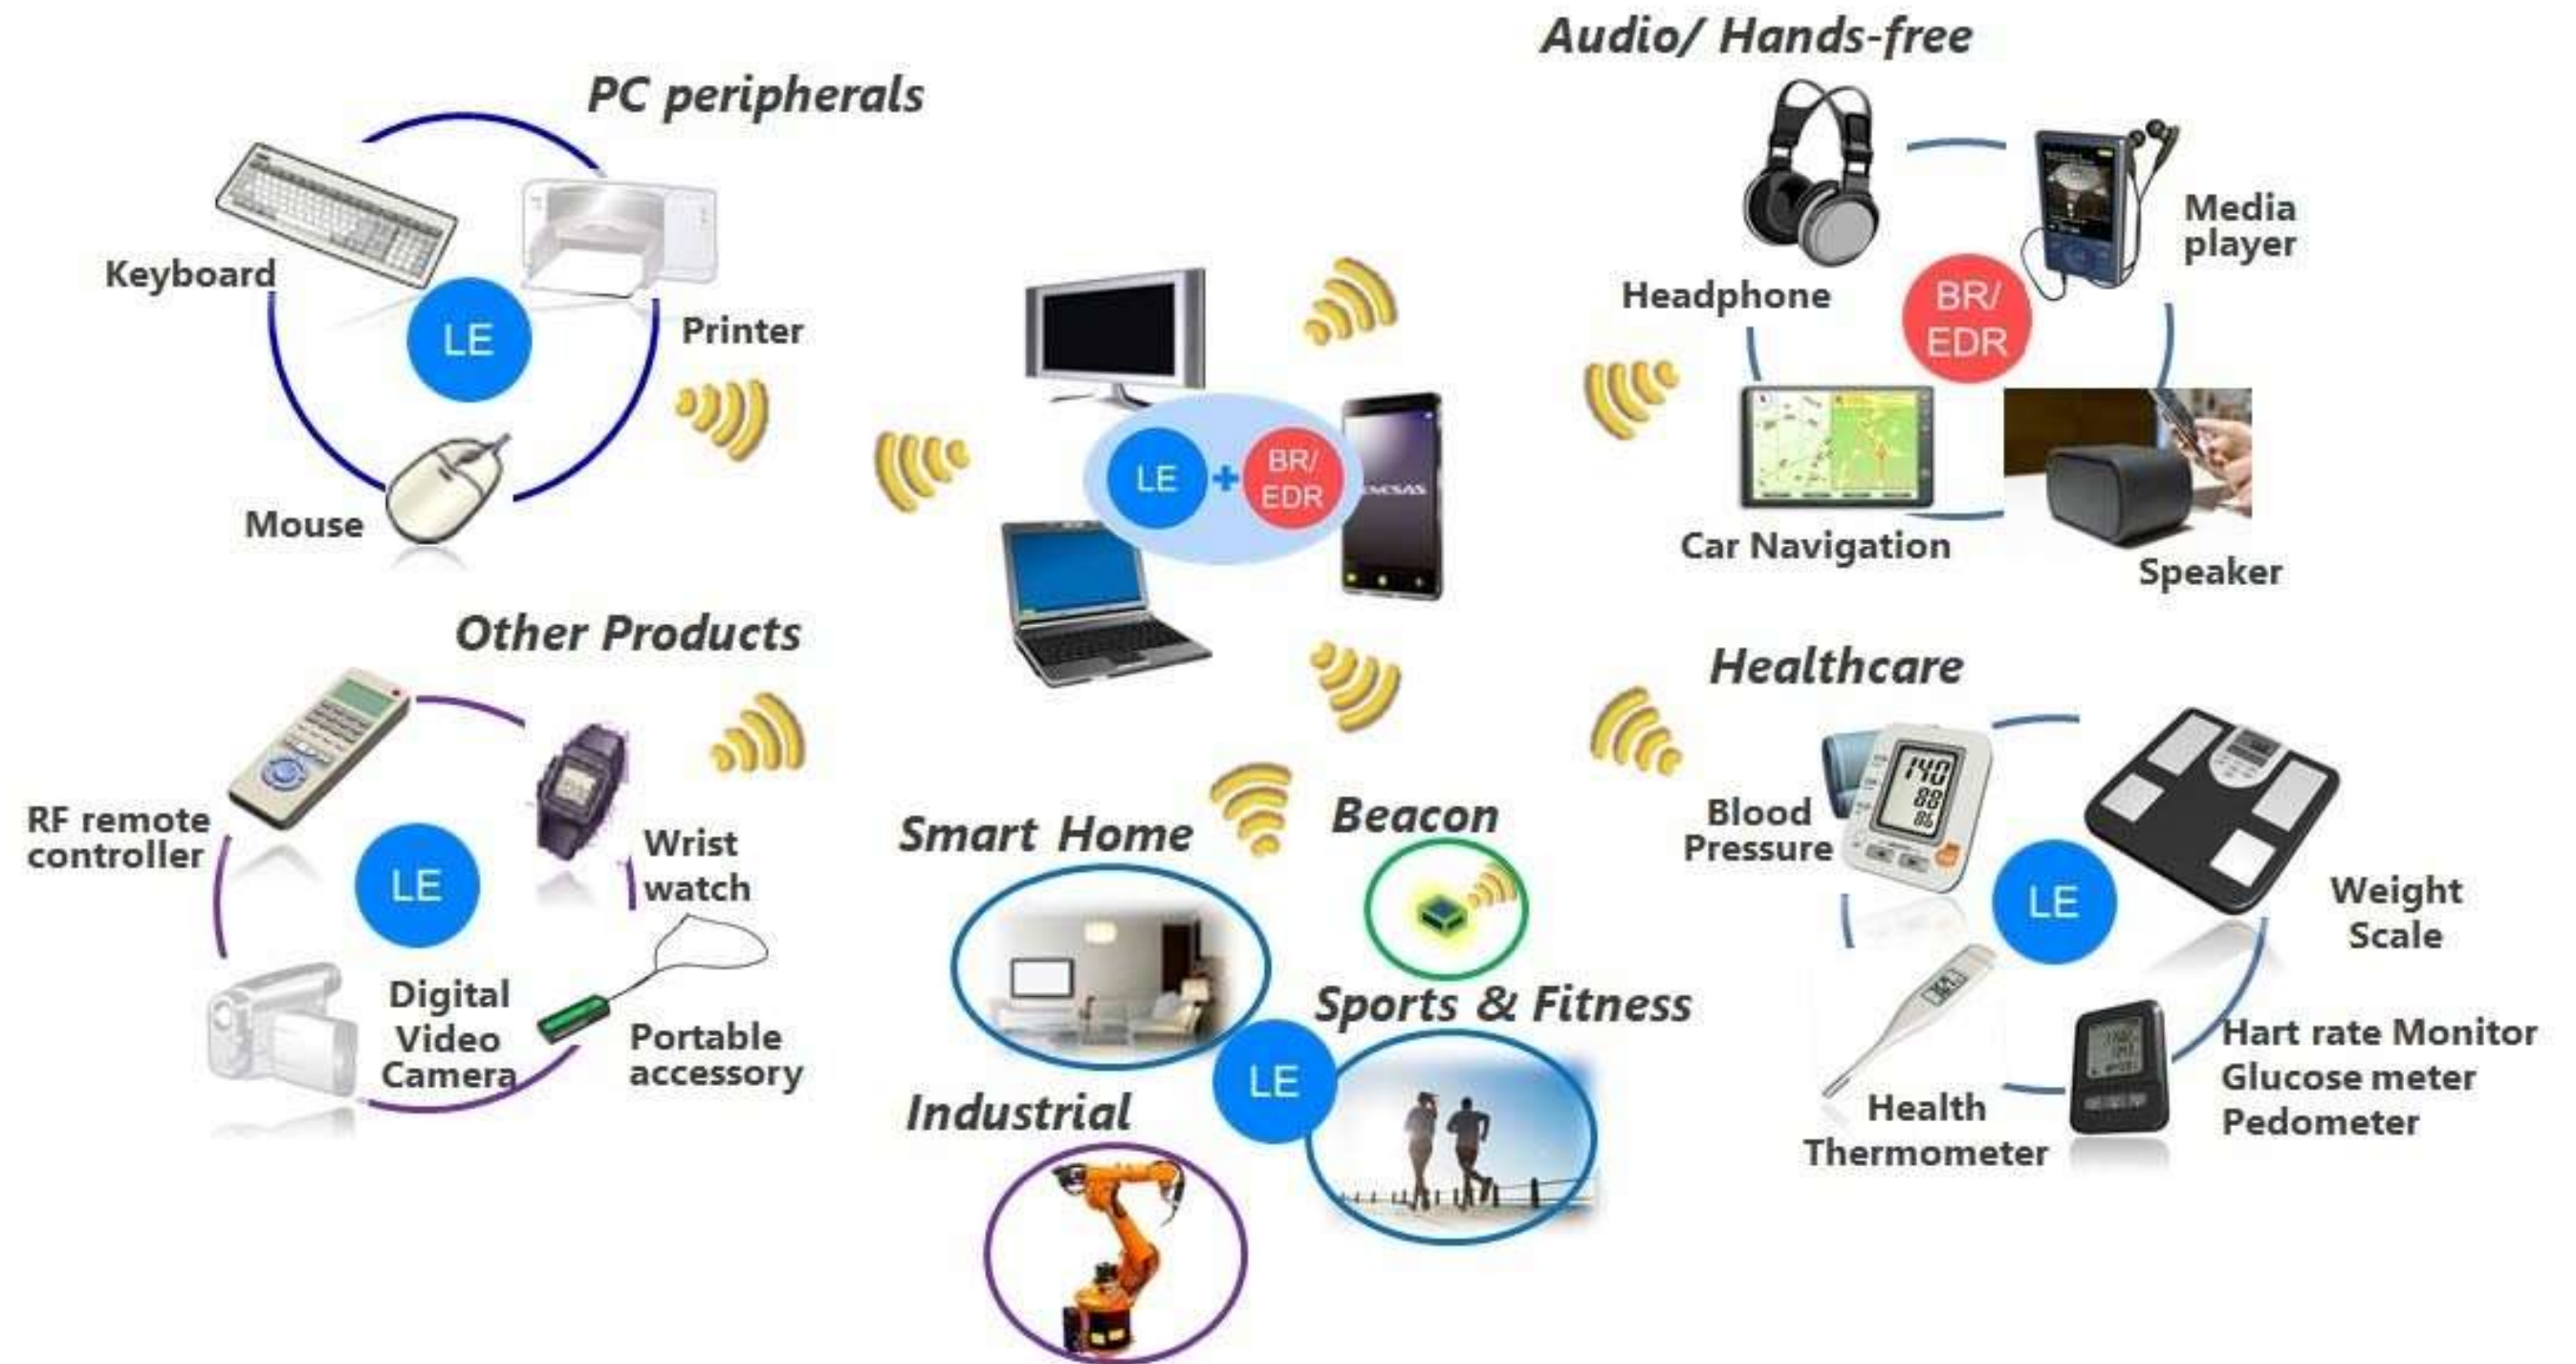 Audio/ Hands-free
PC peripherals
Keyboard
LE
Printer
Mouse
LE
+
BR/
EDR
Headphone
Media
player
BR/
EDR
Car Navigation
Speaker
Other Products
RF remote
controller
LE
Wrist
watch
Digital
Video
Camera
Portable
accessory
Smart Home
Beacon
Sports & Fitness
LE
Industrial
Healthcare
Blood
Pressure
140
88
86
LE
Weight
Scale
Health
Thermometer
Hart rate Monitor
Glucose meter
Pedometer